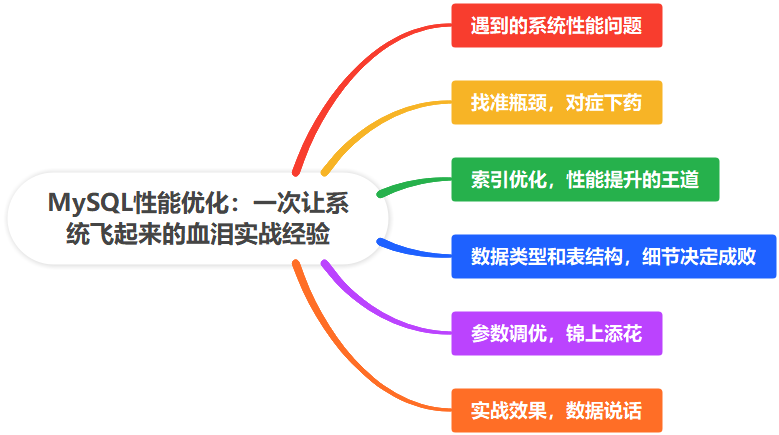 MySQL性能优化：一次让系
统飞起来的血泪实战经验
遇到的系统性能问题
找准瓶颈，对症下药
索引优化，性能提升的王道
数据类型和表结构，细节决定成败
参数调优，锦上添花
实战效果，数据说话